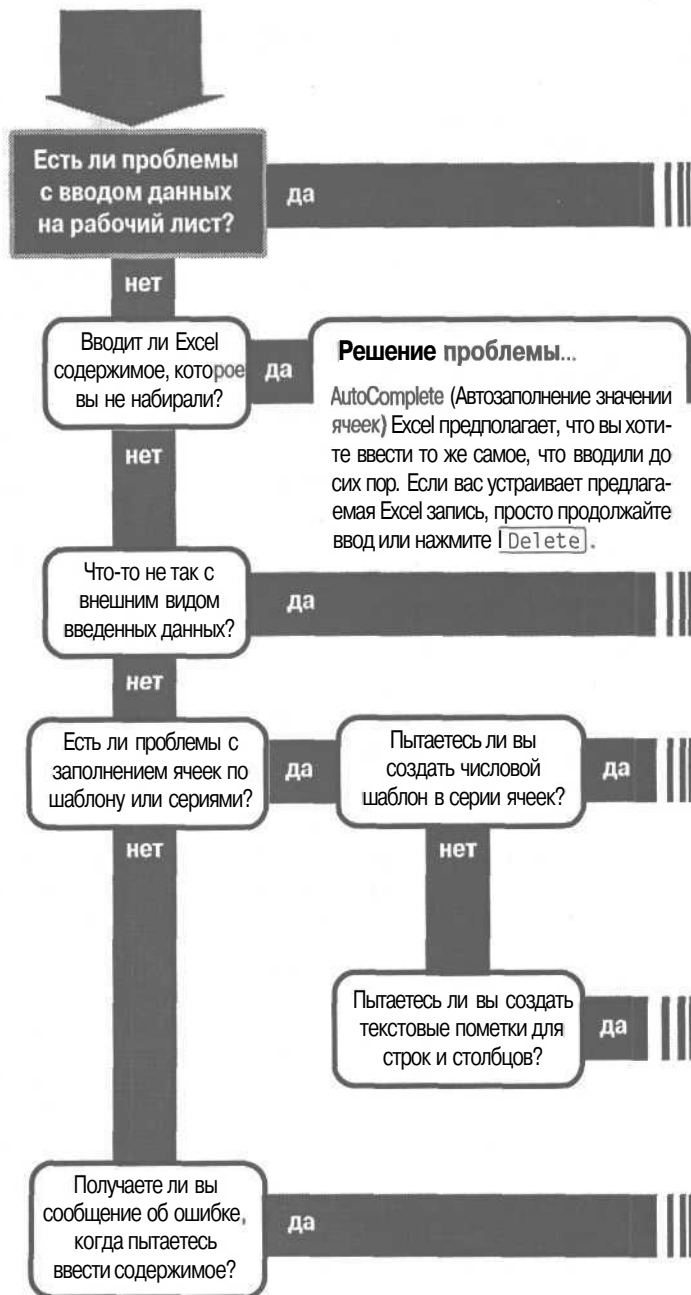 Есть ли проблемы
с вводом данных
на рабочий лист?
да
нет
Вводит ли Excel
содержимое, которое
вы не набирали?
да
Решение проблемы...
AutoComplete (Автозаполнение значении
ячеек) Excel предполагает, что вы хоти-
те ввести то же самое, что вводили до
сих пор. Если вас устраивает предлага-
емая Excel запись, просто продолжайте
ввод или нажмите Delete.
нет
Что-то не так с
внешним видом
введенных данных?
да
нет
Есть ли проблемы с
заполнением ячеек по
шаблону или сериями?
да
Пытаетесь ли вы
создать числовой
шаблон в серии ячеек?
да
нет
нет
Пытаетесь ли вы создать
текстовые пометки для
строк и столбцов?
да
Получаете ли вы
сообщение об ошибке,
когда пытаетесь
ввести содержимое?
да